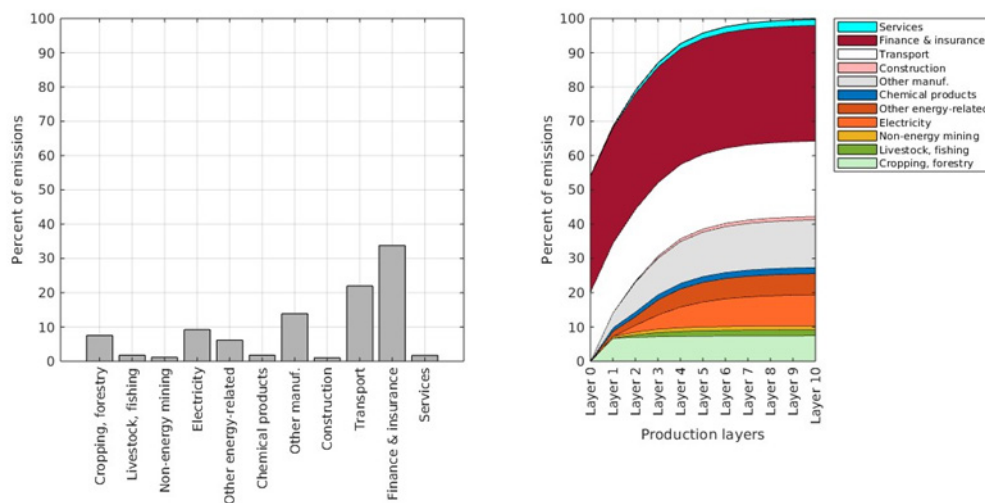 100
90
80
70
60
50
40
30
20
10
0
Percent of emissions
Cropping, forestry
Livestock, fishing
Non-energy mining
Electricity
Other energy-related
Chemical products
Other manuf.
Construction
Transport
Finance & insurance
Services
100
90
80
70
60
50
40
30
20
10
0
Percent of emissions
Layer 0
Layer 1
Layer 2
Layer 3
Layer 4
Layer 5
Layer 6
Layer 7
Layer 8
Layer 9
Layer 10
Production layers
Services
Finance & insurance
Transport
Construction
Other manuf.
Chemical products
Other energy-related
Electricity
Non-energy mining
Livestock, fishing
Cropping, forestry